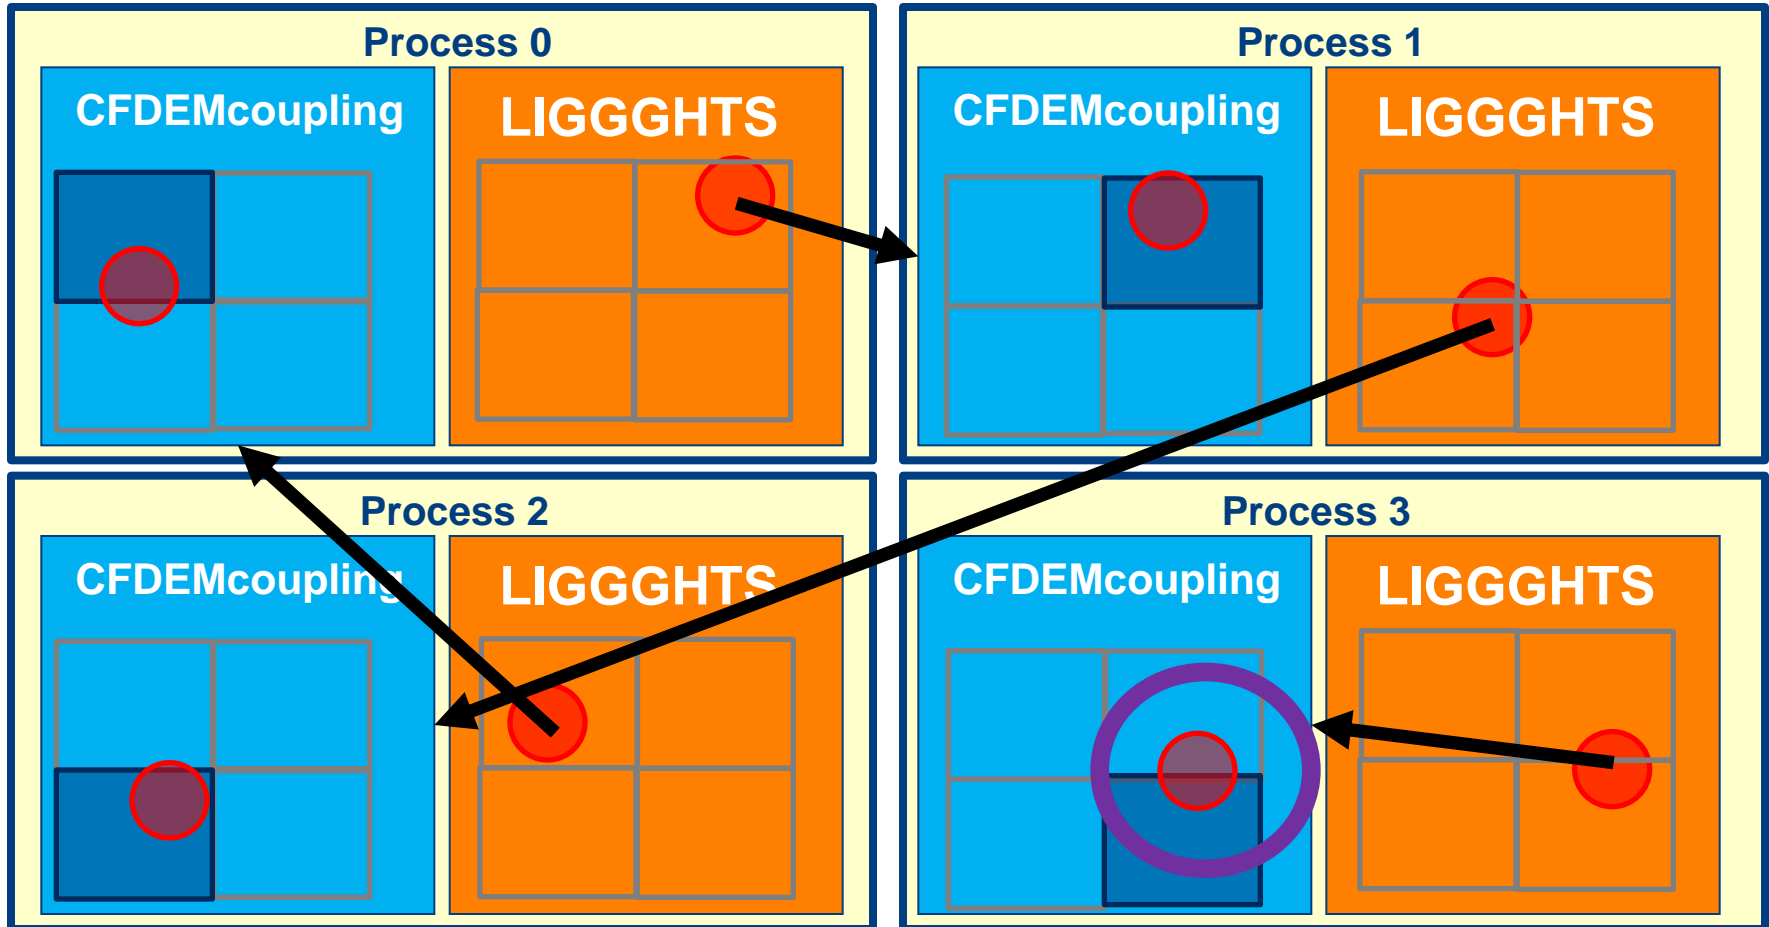 Process 0
CFDEMcoupling
LIGGGHTS
Process 1
CFDEMcoupling
LIGGGHTS
Process 2
CFDEMcoupling
LIGGGHTS
Process 3
CFDEMcoupling
LIGGGHTS